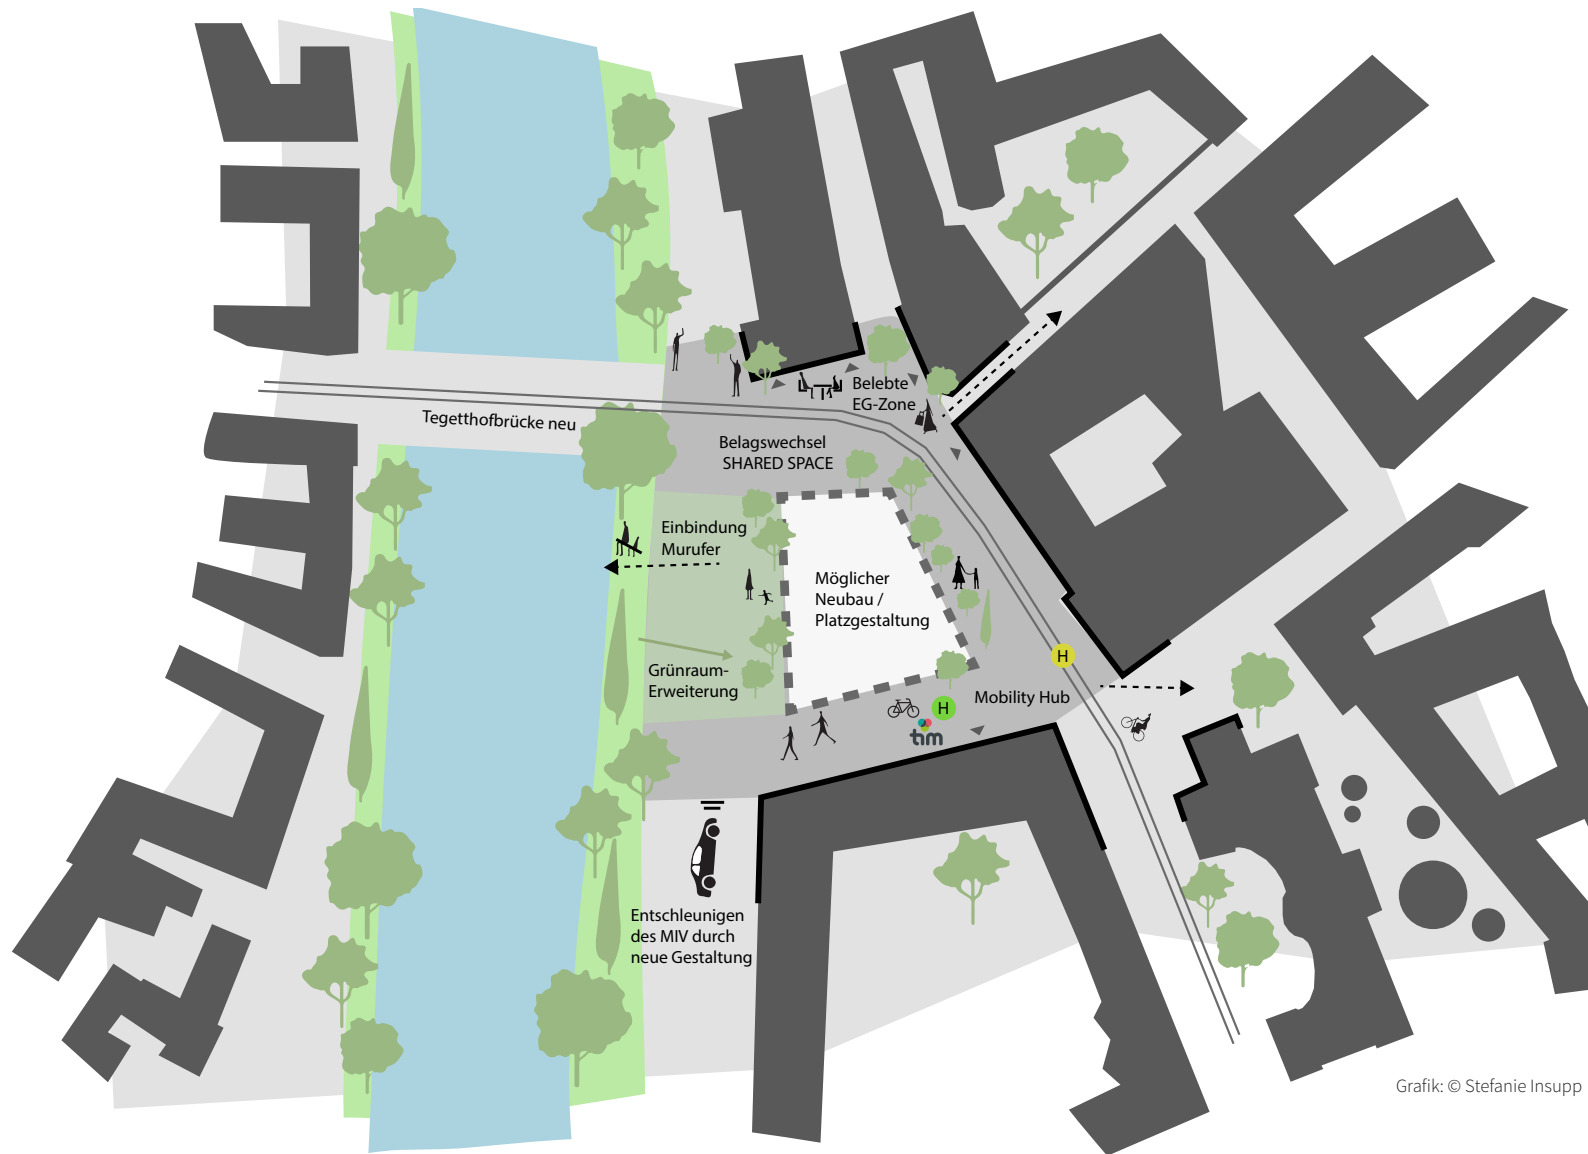 Belebte
EG-Zone
Tegetthofbrücke neu
Belagswechsel
SHARED SPACE
Einbindung
Murufer
Möglicher
Neubau /
Platzgestaltung
Grünraum-
Erweiterung
H
Mobility Hub
H
tim
Entschleunigen
des MIV durch
neue Gestaltung
Grafik: © Stefanie Insupp